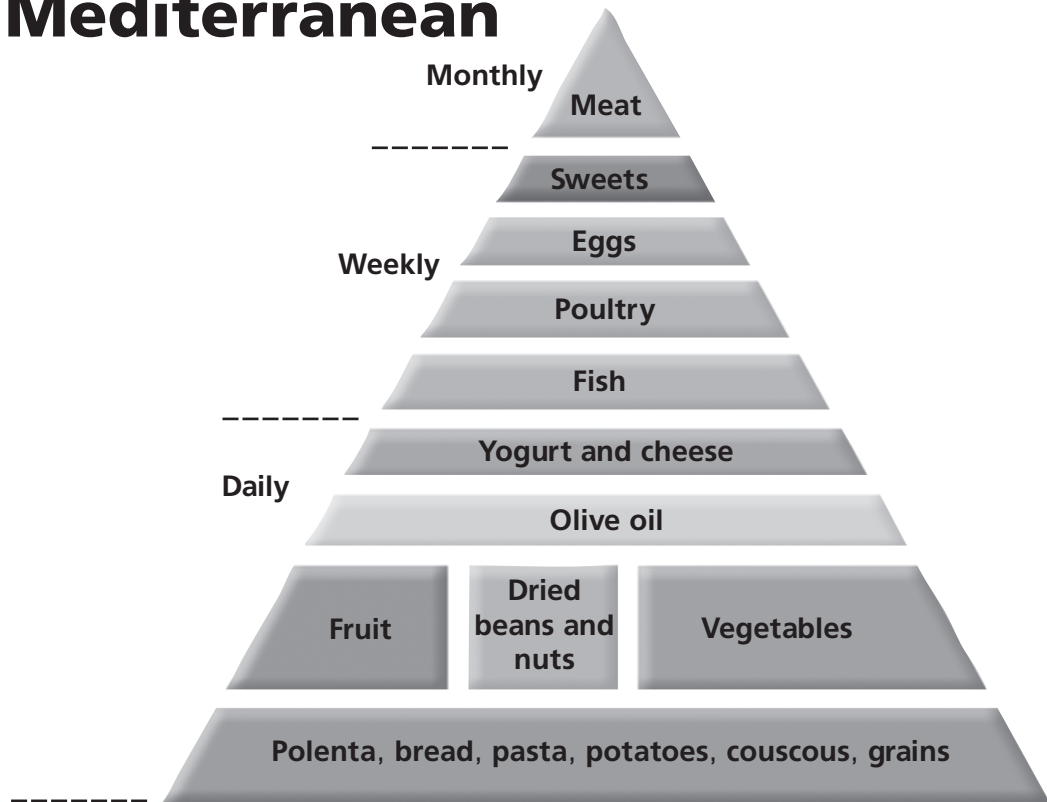 Mediterranean
Monthly
Meat
Sweets
Eggs
Weekly
Poultry
Fish
Yogurt and cheese
Daily
Olive oil
Fruit
Dried
beans and
nuts
Vegetables
Polenta, bread, pasta, potatoes, couscous, grains